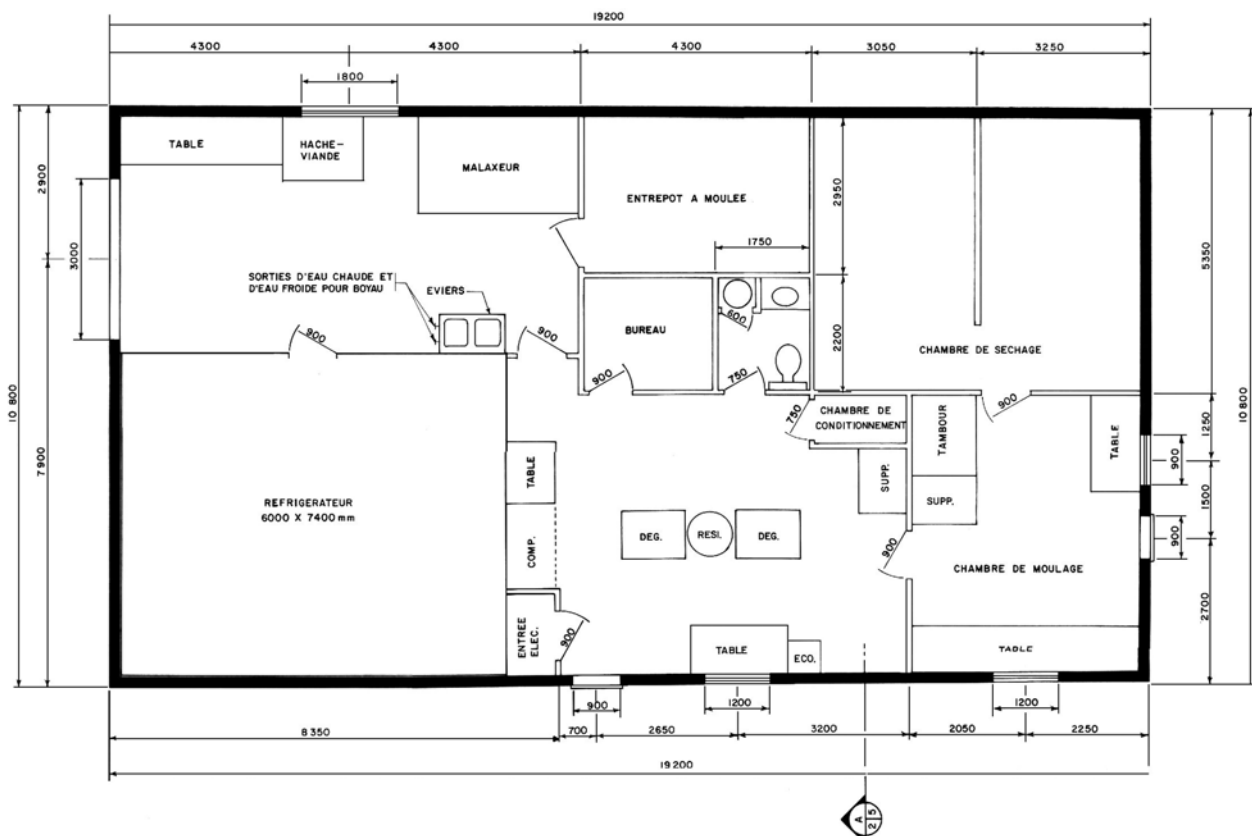 19200
4300
4300
4300
3050
3250
1800
TABLE
HACHE-
VIANDE
MALAXEUR
ENTREPOT A MOULEE
1750
2950
2900
3000
5350
10 800
10 800
7900
SORTIES D'EAU CHAUDE ET
D'EAU FROIDE POUR BOYAU
EVIERS
900
900
BUREAU
900
600
750
2200
CHAMBRE DE SECHAGE
900
750
CHAMBRE DE
CONDITIONNEMENT
TAMBOUR
TABLE
1250
900
1500
900
2700
REFRIGERATEUR
6000 X 7400 mm
TABLE
COMP.
SUPP.
SUPP.
DEG.
RESI.
DEG.
900
CHAMBRE DE MOULAGE
ENTREE
ELEC.
900
TABLE
ECO.
TABLE
900
1200
1200
8350
700
2650
3200
2050
2250
19200
A
2 5